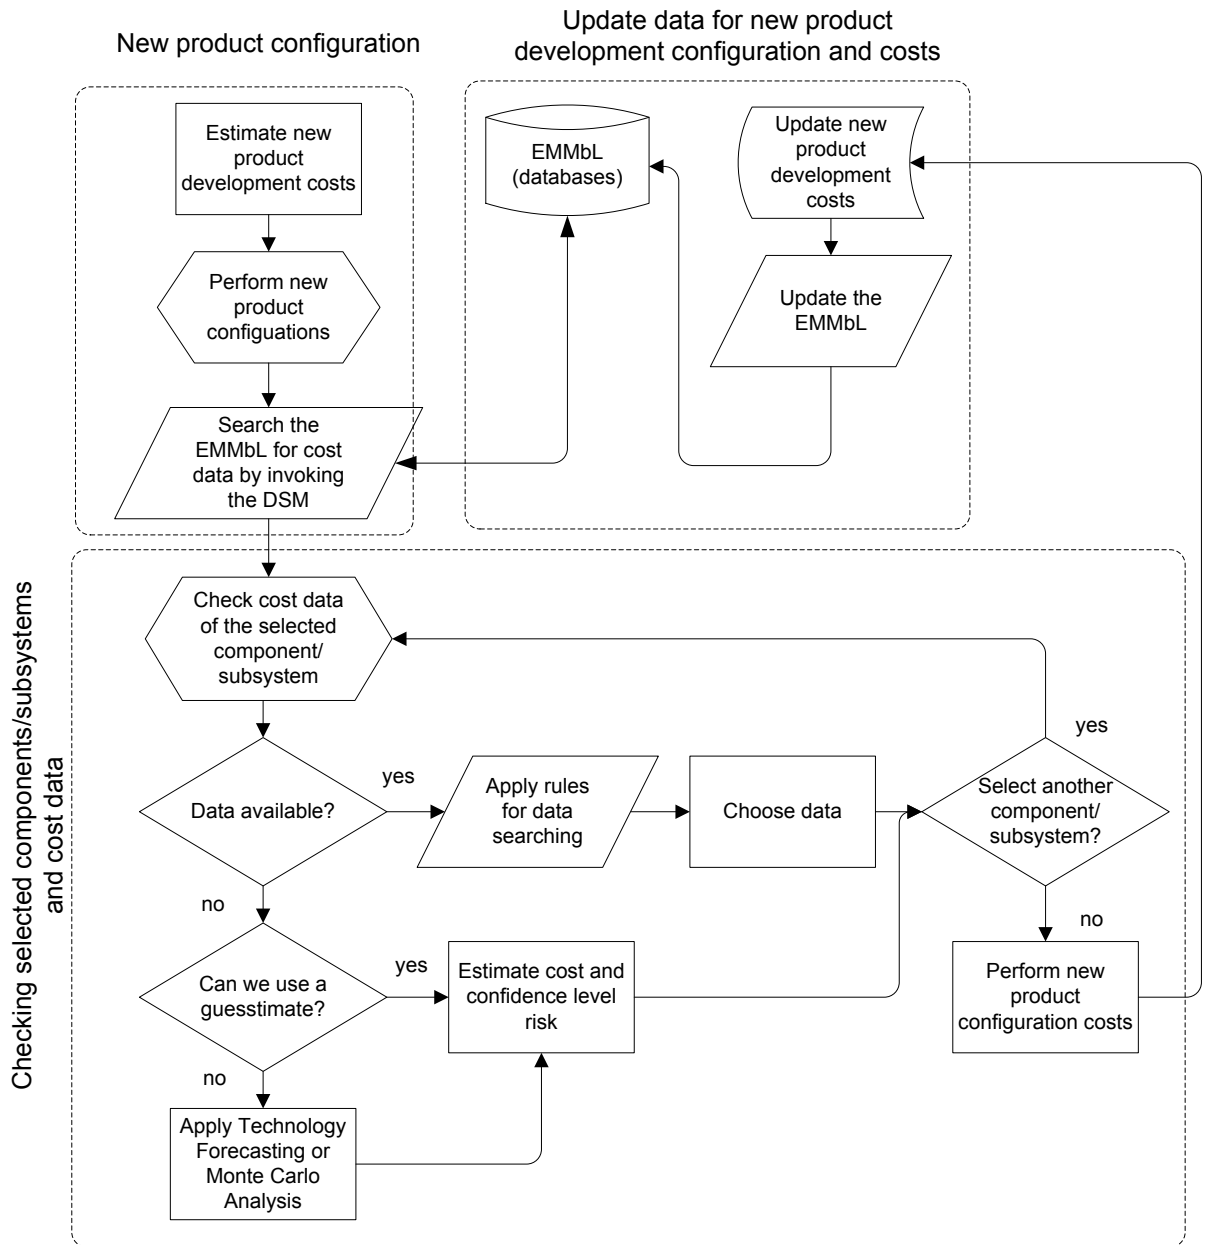 New product configuration
Update data for new product
development configuration and costs
Estimate new
product
development costs
Perform new
product
configuations
Search the
EMMbL for cost
data by invoking
the DSM
EMMbL
(databases)
Update new
product
development
costs
Update the
EMMbL
Checking selected components/subsystems
and cost data
Check cost data
of the selected
component/
subsystem
Data available?
yes
Apply rules
for data
searching
Choose data
Select another
component/
subsystem?
yes
no
no
Can we use a
guesstimate?
yes
Estimate cost and
confidence level
risk
Perform new
product
configuration costs
no
Apply Technology
Forecasting or
Monte Carlo
Analysis